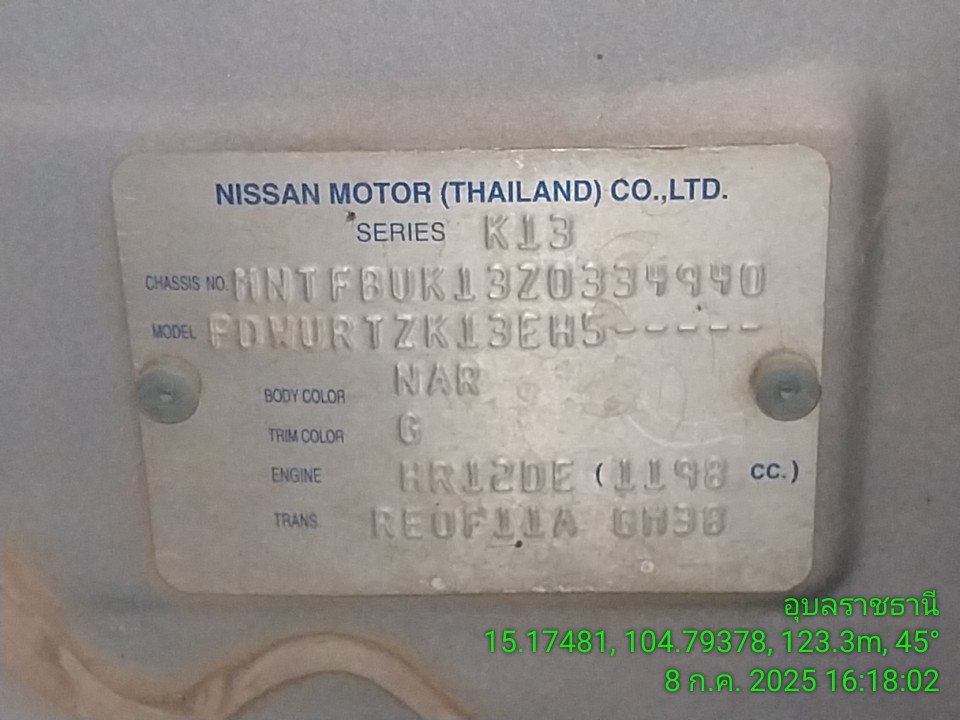 NISSAN MOTOR (THAILAND) CO.,LTD.
SERIES K13
CHASSIS NO. MNTFBUK13Z0334940
MODEL FDWURTZK13EH5-----
BODY COLOR NAR
TRIM COLOR G
ENGINE HR12DE (1198 CC.)
TRANS. RE0F11A GH38
อุบลราชธานี
15.17481, 104.79378, 123.3m, 45°
8 ก.ค. 2025 16:18:02